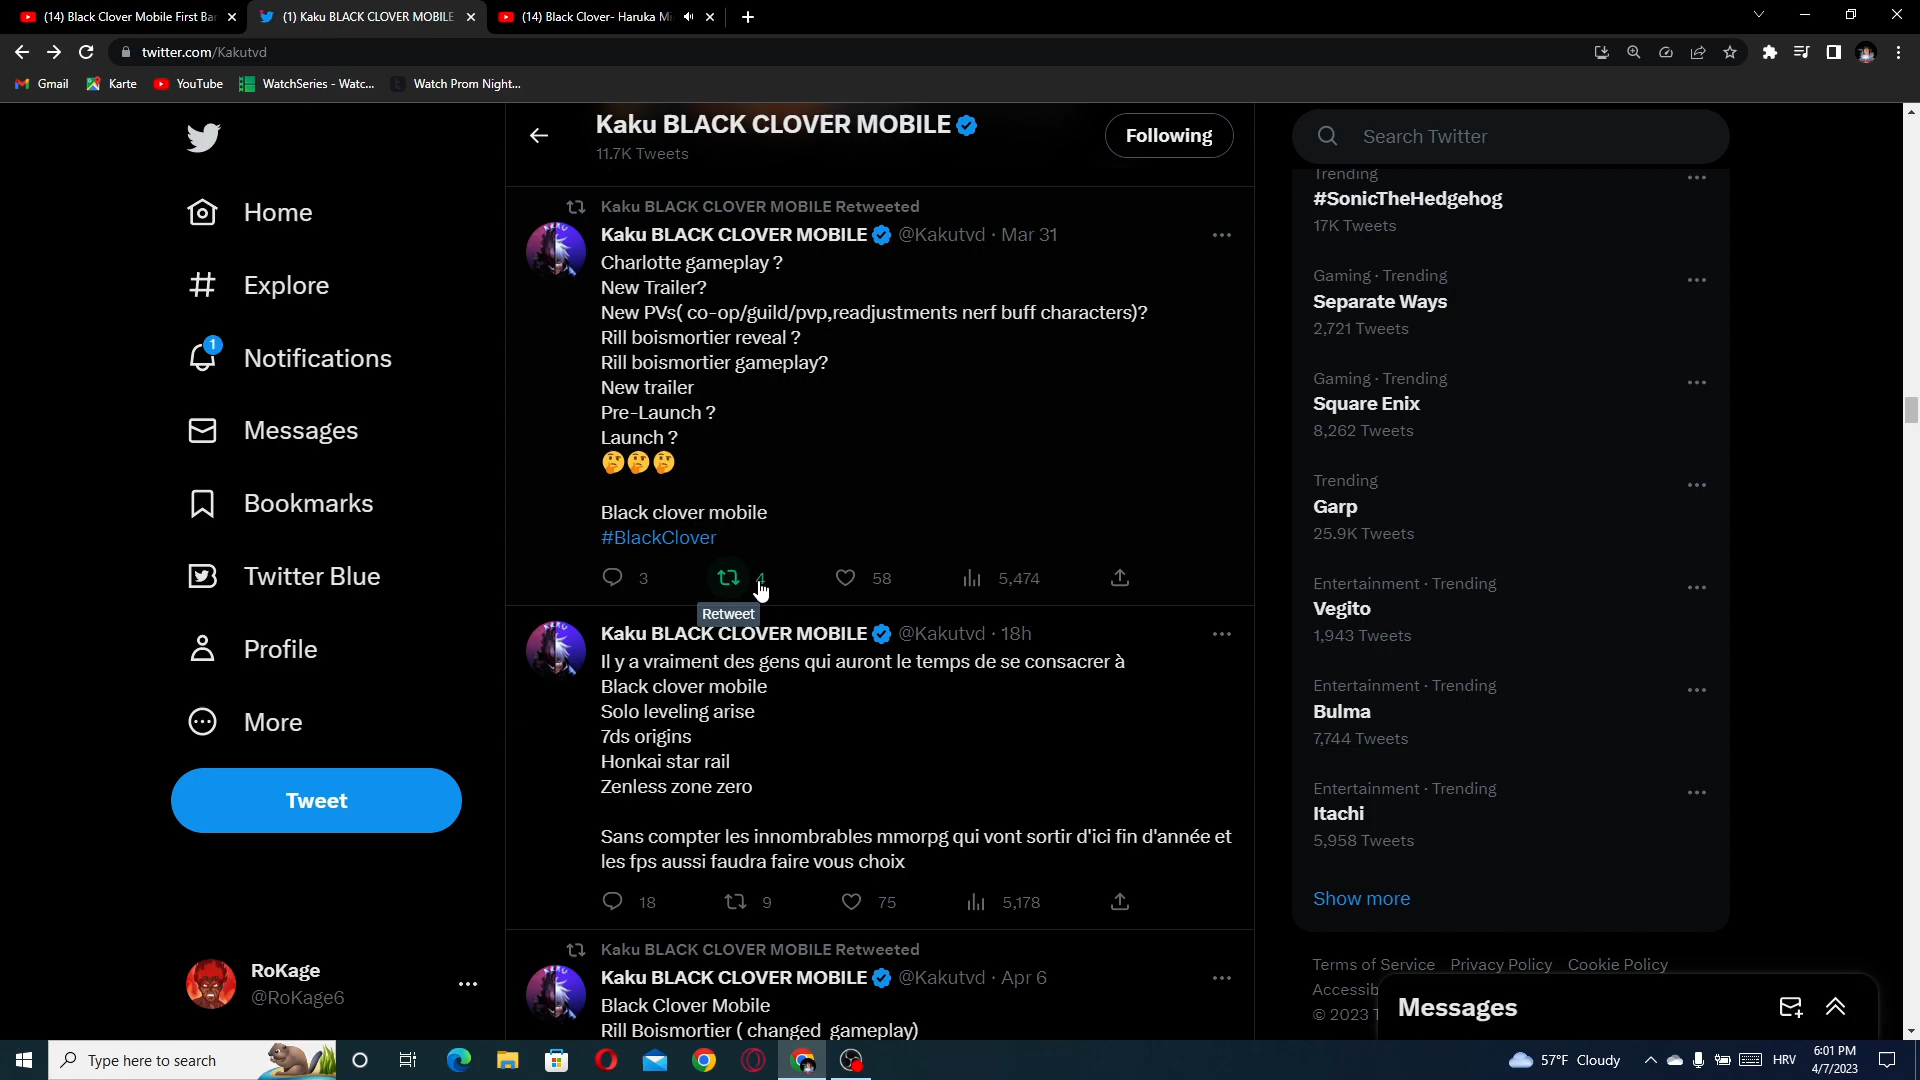 (14) Black Clover Mobile First Ba
(1) Kaku BLACK CLOVER MOBILE
(14) Black Clover- Haruka Mi
twitter.com/Kakutvd
Gmail
Karte
YouTube
WatchSeries - Watc...
Watch Prom Night...
Home
Explore
1
Notifications
Messages
Bookmarks
Twitter Blue
Profile
More
Tweet
RoKage
@RoKage6
Kaku BLACK CLOVER MOBILE
11.7K Tweets
Following
Kaku BLACK CLOVER MOBILE Retweeted
Kaku BLACK CLOVER MOBILE @Kakutvd · Mar 31
Charlotte gameplay ?
New Trailer?
New PVs( co-op/guild/pvp,readjustments nerf buff characters)?
Rill boismortier reveal ?
Rill boismortier gameplay?
New trailer
Pre-Launch ?
Launch ?
🤔🤔🤔
Black clover mobile
#BlackClover
3 4 58 5,474
Retweet
Kaku BLACK CLOVER MOBILE @Kakutvd · 18h
Il y a vraiment des gens qui auront le temps de se consacrer à
Black clover mobile
Solo leveling arise
7ds origins
Honkai star rail
Zenless zone zero
Sans compter les innombrables mmorpg qui vont sortir d'ici fin d'année et
les fps aussi faudra faire vous choix
18 9 75 5,178
Kaku BLACK CLOVER MOBILE Retweeted
Kaku BLACK CLOVER MOBILE @Kakutvd · Apr 6
Black Clover Mobile
Rill Boismortier ( changed gameplay)
Search Twitter
Trending
#SonicTheHedgehog
17K Tweets
Gaming · Trending
Separate Ways
2,721 Tweets
Gaming · Trending
Square Enix
8,262 Tweets
Trending
Garp
25.9K Tweets
Entertainment · Trending
Vegito
1,943 Tweets
Entertainment · Trending
Bulma
7,744 Tweets
Entertainment · Trending
Itachi
5,958 Tweets
Show more
Terms of Service Privacy Policy Cookie Policy
Accessib
© 2023
Messages
Type here to search
57°F Cloudy
HRV
6:01 PM
4/7/2023